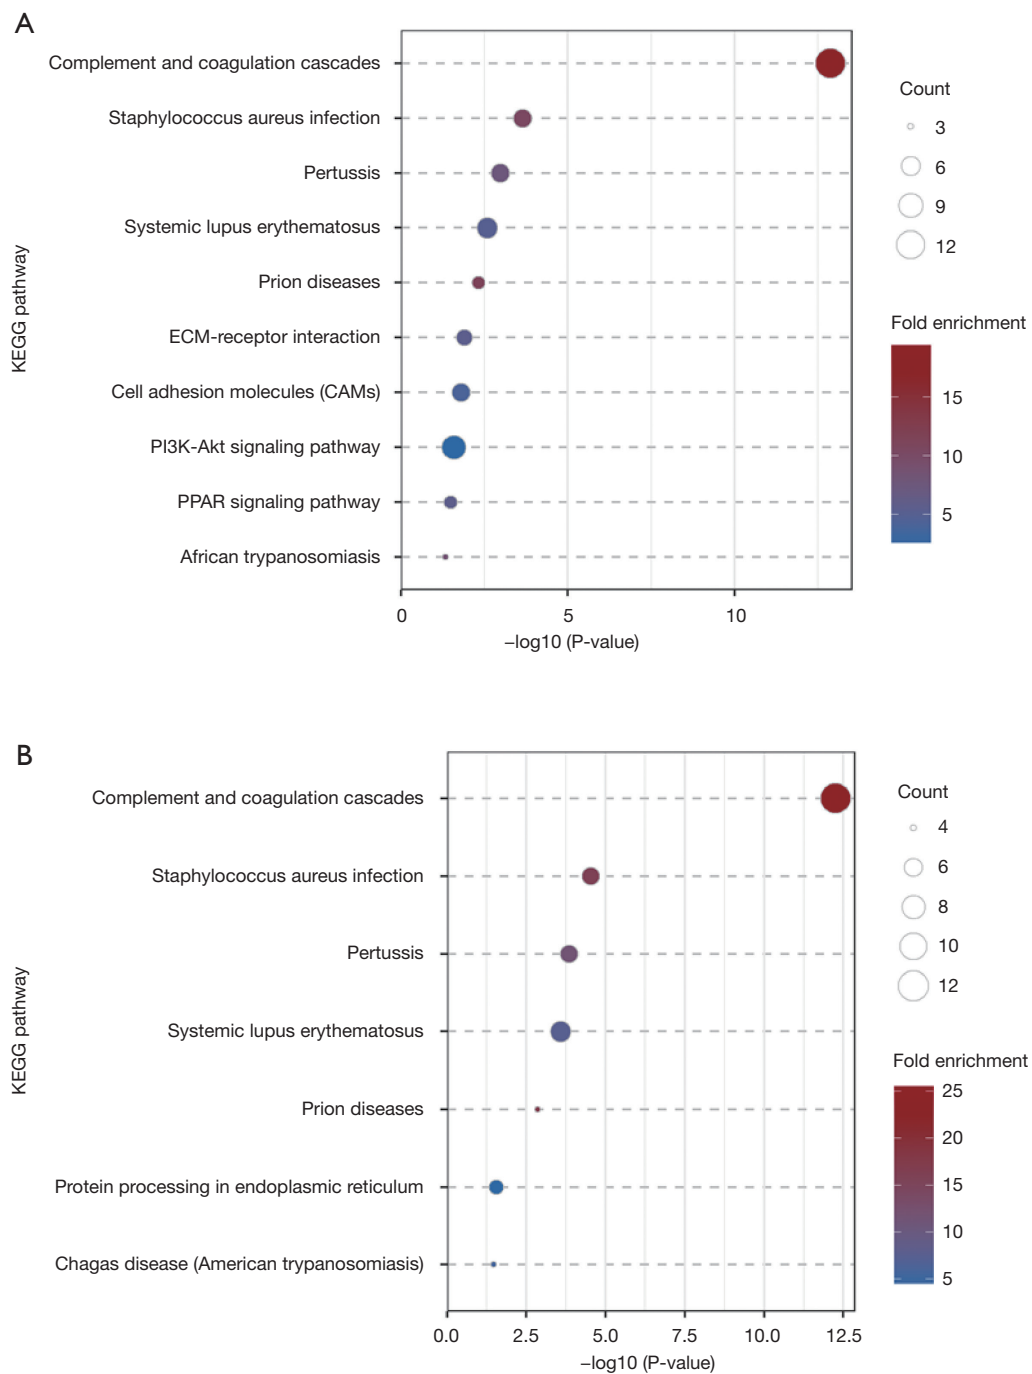 A
Complement and coagulation cascades
Staphylococcus aureus infection
Pertussis
Systemic lupus erythematosus
Prion diseases
ECM-receptor interaction
Cell adhesion molecules (CAMs)
PI3K-Akt signaling pathway
PPAR signaling pathway
African trypanosomiasis
KEGG pathway
0 5 10
–log10 (P-value)
Count
3
6
9
12
Fold enrichment
15
10
5
B
Complement and coagulation cascades
Staphylococcus aureus infection
Pertussis
Systemic lupus erythematosus
Prion diseases
Protein processing in endoplasmic reticulum
Chagas disease (American trypanosomiasis)
KEGG pathway
0.0 2.5 5.0 7.5 10.0 12.5
–log10 (P-value)
Count
4
6
8
10
12
Fold enrichment
25
20
15
10
5